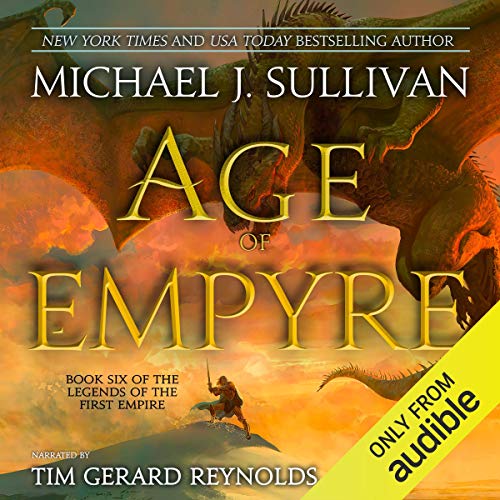 NEW YORK TIMES AND USA TODAY BESTSELLING AUTHOR
MICHAEL J. SULLIVAN
AGE
OF
EMPYRE
BOOK SIX OF THE
LEGENDS OF THE
FIRST EMPIRE
NARRATED BY
TIM GERARD REYNOLDS
ONLY FROM
audible